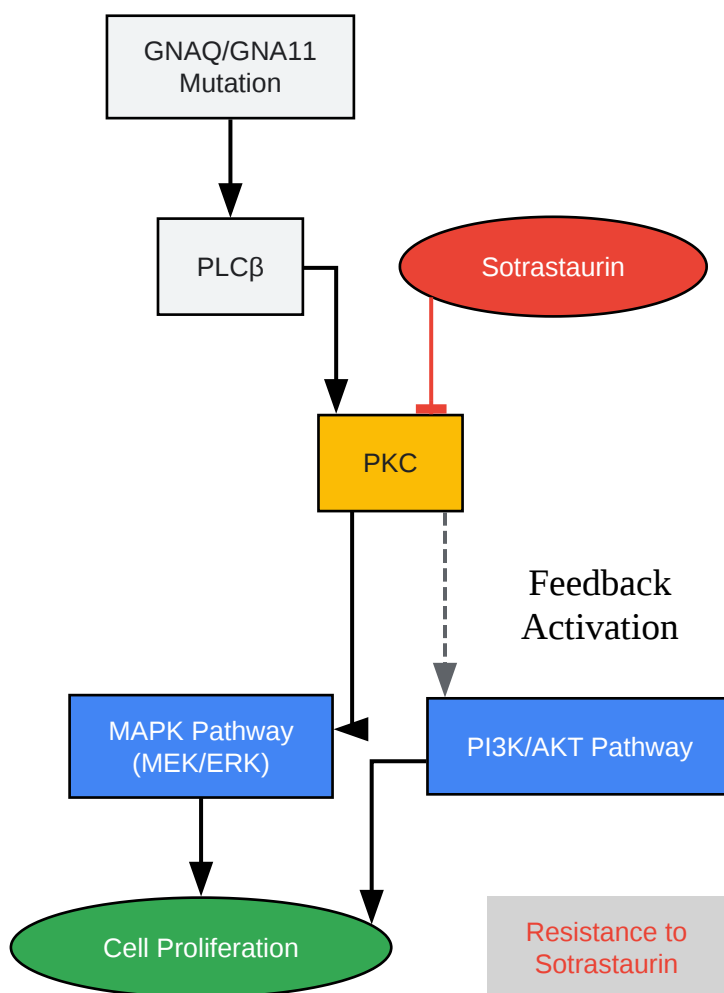 GNAQ/GNA11
Mutation
PLCβ
Sotrastaurin
PKC
Feedback
Activation
MAPK Pathway
(MEK/ERK)
PI3K/AKT Pathway
Cell Proliferation
Resistance to
Sotrastaurin